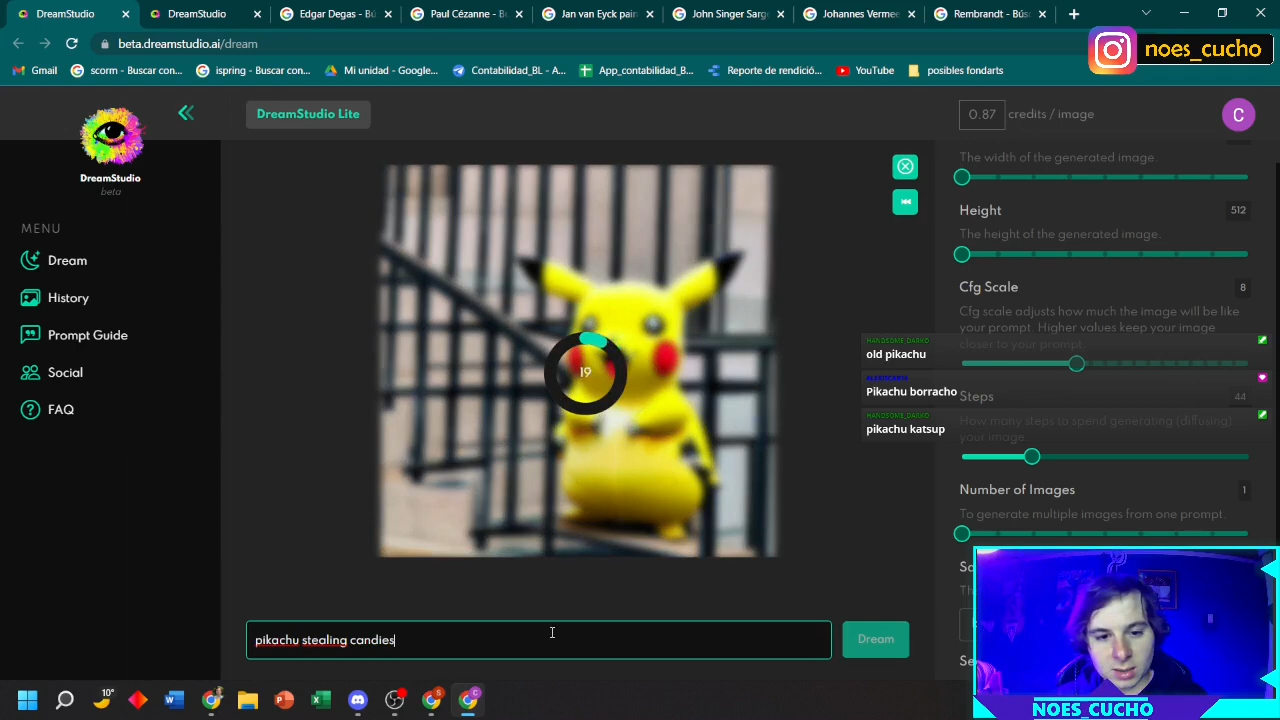 DreamStudio
DreamStudio
Edgar Degas - Bú
Paul Cézanne - B
Jan van Eyck pain
John Singer Sarg
Johannes Vermee
Rembrandt - Búsc
beta.dreamstudio.ai/dream
noes_cucho
Gmail
scorm - Buscar con...
ispring - Buscar con...
Mi unidad - Google...
Contabilidad_BL - A...
App_contabilidad_B...
Reporte de rendició...
YouTube
posibles fondarts
DreamStudio Lite
0.87 credits / image
C
DreamStudio
beta
The width of the generated image.
MENU
Height
512
The height of the generated image.
Dream
History
Cfg Scale
8
Cfg scale adjusts how much the image will be like
your prompt. Higher values keep your image
closer to your prompt.
Prompt Guide
HANDSOME_DARKO
old pikachu
Social
19
Pikachu borracho
Steps
44
FAQ
HANDSOME_DARKO
pikachu katsup
How many steps to spend generating (diffusing)
your image.
Number of Images
1
To generate multiple images from one prompt.
pikachu stealing candies
Dream
10°
NOES_CUCHO